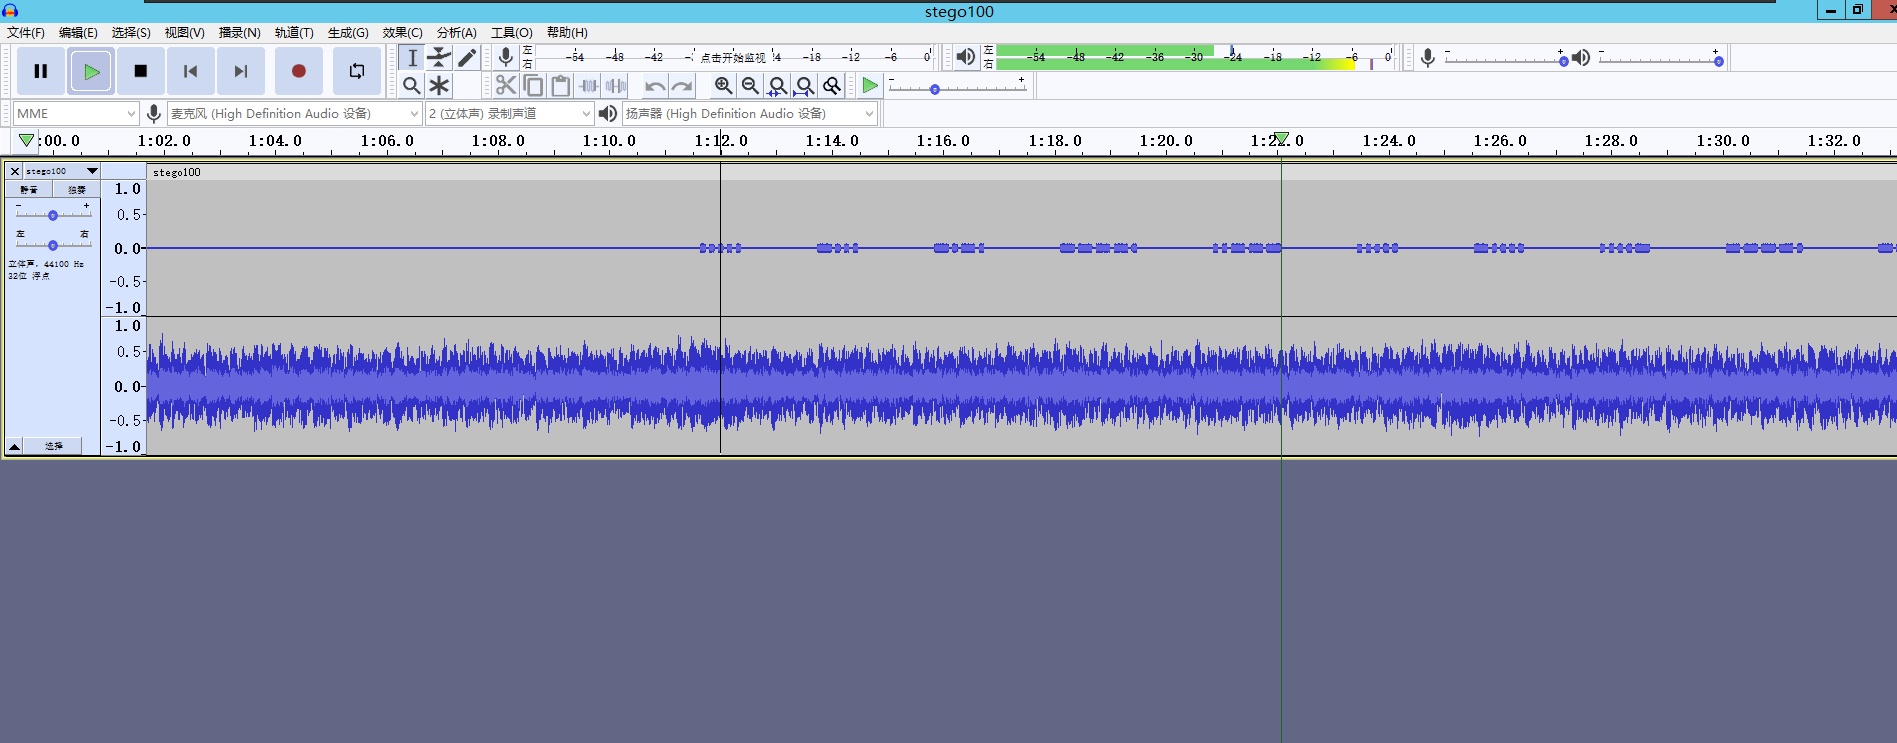 stego100
文件(F) 编辑(E) 选择(S) 视图(V) 播录(N) 轨道(T) 生成(G) 效果(C) 分析(A) 工具(O) 帮助(H)
左 -54 -48 -42 点击开始监视 -18 -12 -6 0 左 -54 -48 -42 -36 -30 -24 -18 -12 -6 0
右 右
MME 麦克风 (High Definition Audio 设备) 2 (立体声) 录制声道 扬声器 (High Definition Audio 设备)
:00.0 1:02.0 1:04.0 1:06.0 1:08.0 1:10.0 1:12.0 1:14.0 1:16.0 1:18.0 1:20.0 1:22.0 1:24.0 1:26.0 1:28.0 1:30.0 1:32.0
stego100 stego100
静音 独奏 1.0
- + 0.5
左 右 0.0
立体声, 44100 Hz
32位 浮点 -0.5
-1.0
1.0
0.5
0.0
-0.5
选择 -1.0